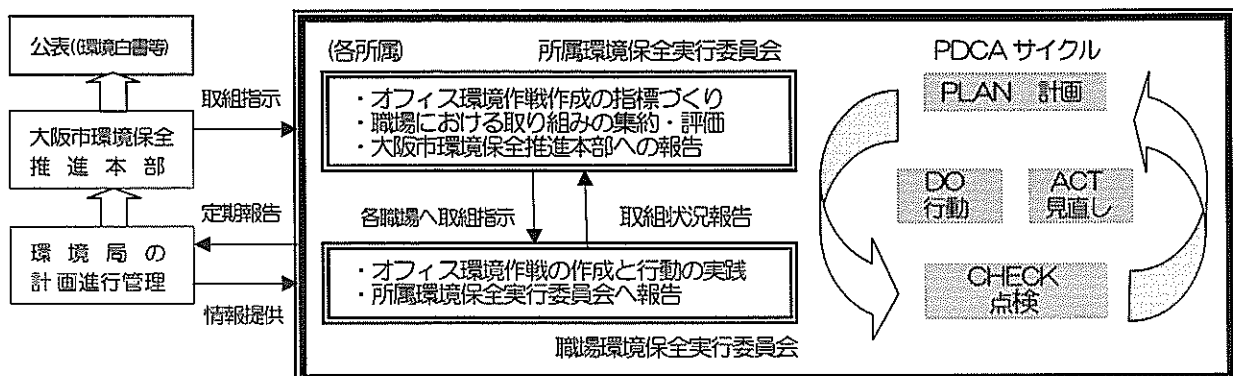 公表((環境白書等)
取組指示
大阪市環境保全
推進本部
定期報告
環境局の
計画進行管理
情報提供
(各所属) 所属環境保全実行委員会
・オフィス環境作戦作成の指標づくり
・職場における取り組みの集約・評価
・大阪市環境保全推進本部への報告
各職場へ取組指示 取組状況報告
・オフィス環境作戦の作成と行動の実践
・所属環境保全実行委員会へ報告
職場環境保全実行委員会
PDCA サイクル
PLAN 計画
DO
行動
ACT
見直し
CHECK
点検